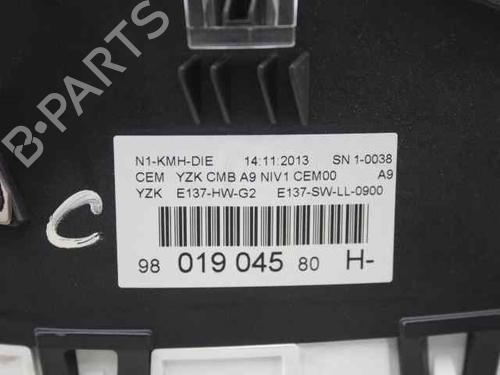 N1-KMH-DIE 14.11.2013 SN 1-0038
CEM YZK CMB A9 NIV1 CEM00 A9
YZK E137-HW-G2 E137-SW-LL-0900
98 019 045 80 H-
C
B-PARTS